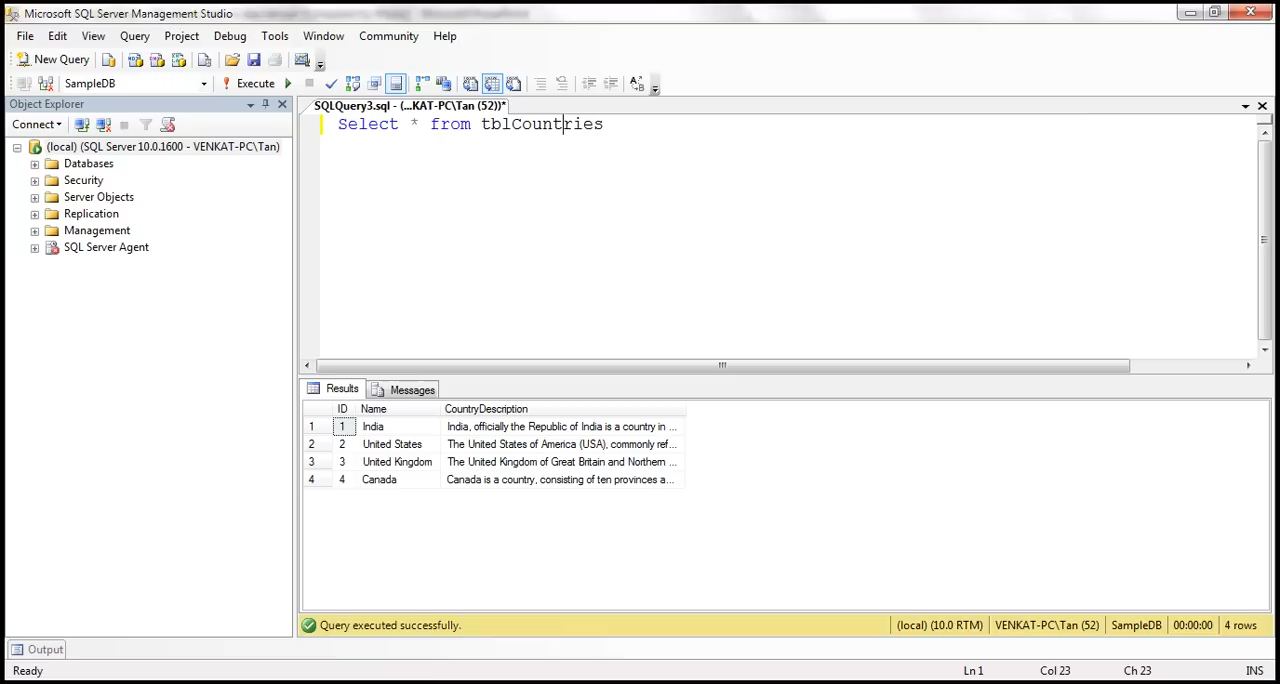 Microsoft SQL Server Management Studio
File Edit View Query Project Debug Tools Window Community Help
New Query
SampleDB Execute
Object Explorer
SQLQuery3.sql - (...KAT-PC\Tan (52))*
Connect
Select * from tblCountries
(local) (SQL Server 10.0.1600 - VENKAT-PC\Tan)
Databases
Security
Server Objects
Replication
Management
SQL Server Agent
Results Messages
ID Name CountryDescription
1 1 India India, officially the Republic of India is a country in ...
2 2 United States The United States of America (USA), commonly ref...
3 3 United Kingdom The United Kingdom of Great Britain and Northern ...
4 4 Canada Canada is a country, consisting of ten provinces a...
Query executed successfully. (local) (10.0 RTM) VENKAT-PC\Tan (52) SampleDB 00:00:00 4 rows
Output
Ready Ln 1 Col 23 Ch 23 INS